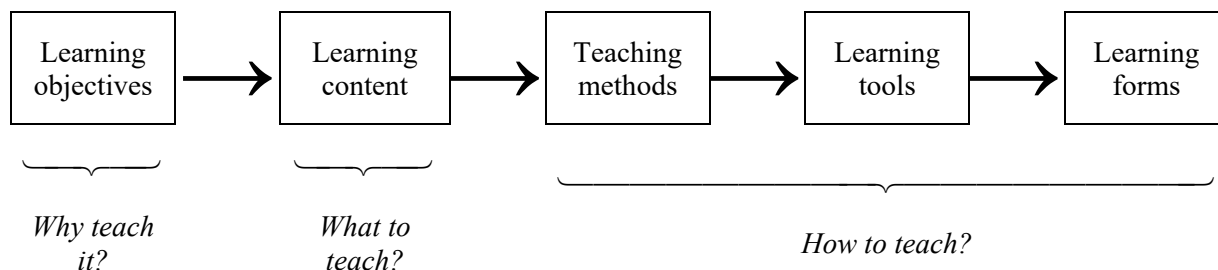 Learning
objectives
Learning
content
Teaching
methods
Learning
tools
Learning
forms
Why teach
it?
What to
teach?
How to teach?